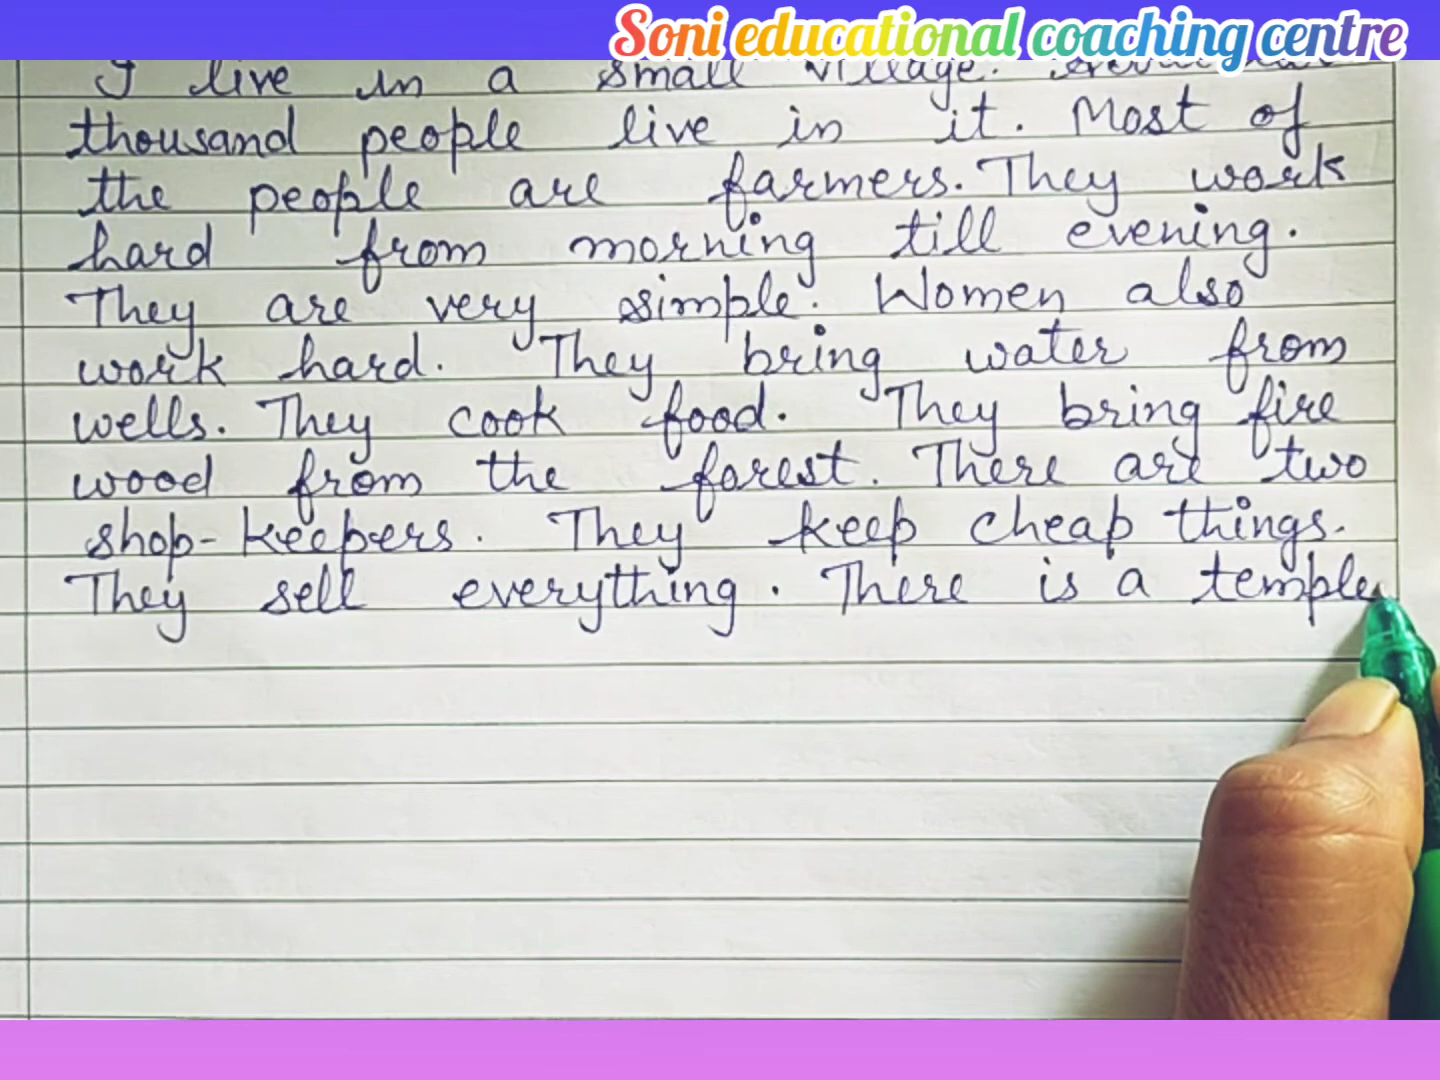 Soni educational coaching centre
I live in a small village.
thousand people live in it. Most of
the people are farmers. They work
hard from morning till evening.
They are very simple. Women also
work hard. They bring water from
wells. They cook food. They bring fire
wood from the forest. There are two
shop-keepers. They keep cheap things.
They sell everything. There is a temple